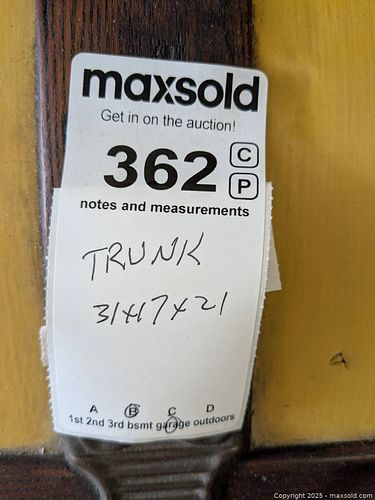 maxsold
Get in on the auction!
362 C
P
notes and measurements
TRUNK
31x17x21
A B C D
1st 2nd 3rd bsmt garage outdoors
Copyright 2025 - maxsold.com